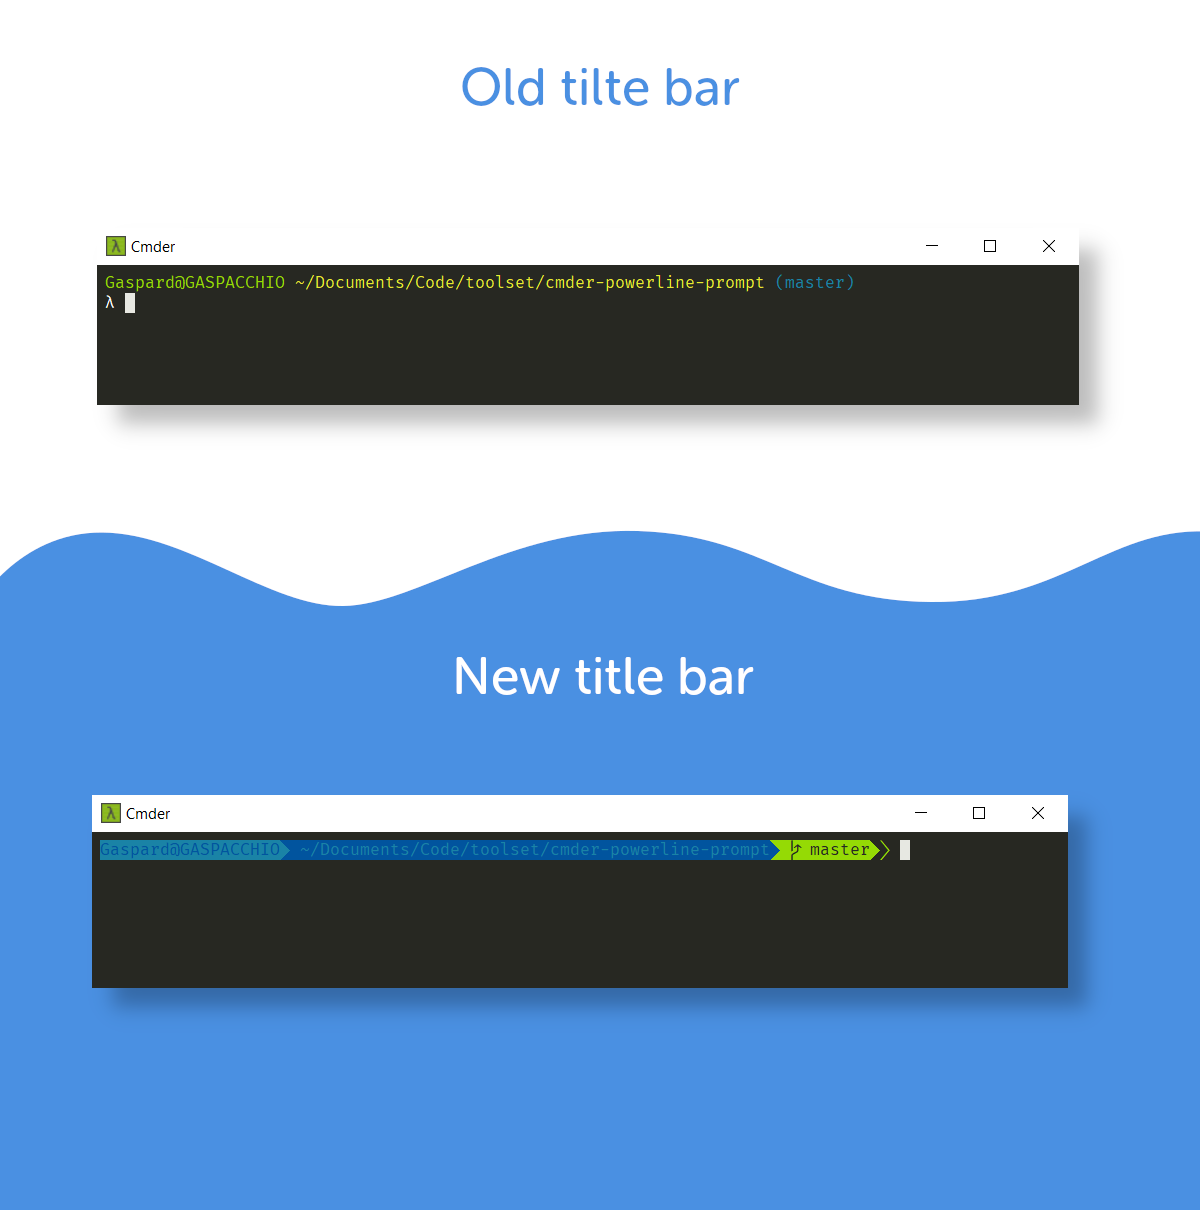 Old tilte bar
λ Cmder
Gaspard@GASPACCHIO ~/Documents/Code/toolset/cmder-powerline-prompt (master)
λ
New title bar
λ Cmder
Gaspard@GASPACCHIO ~/Documents/Code/toolset/cmder-powerline-prompt master